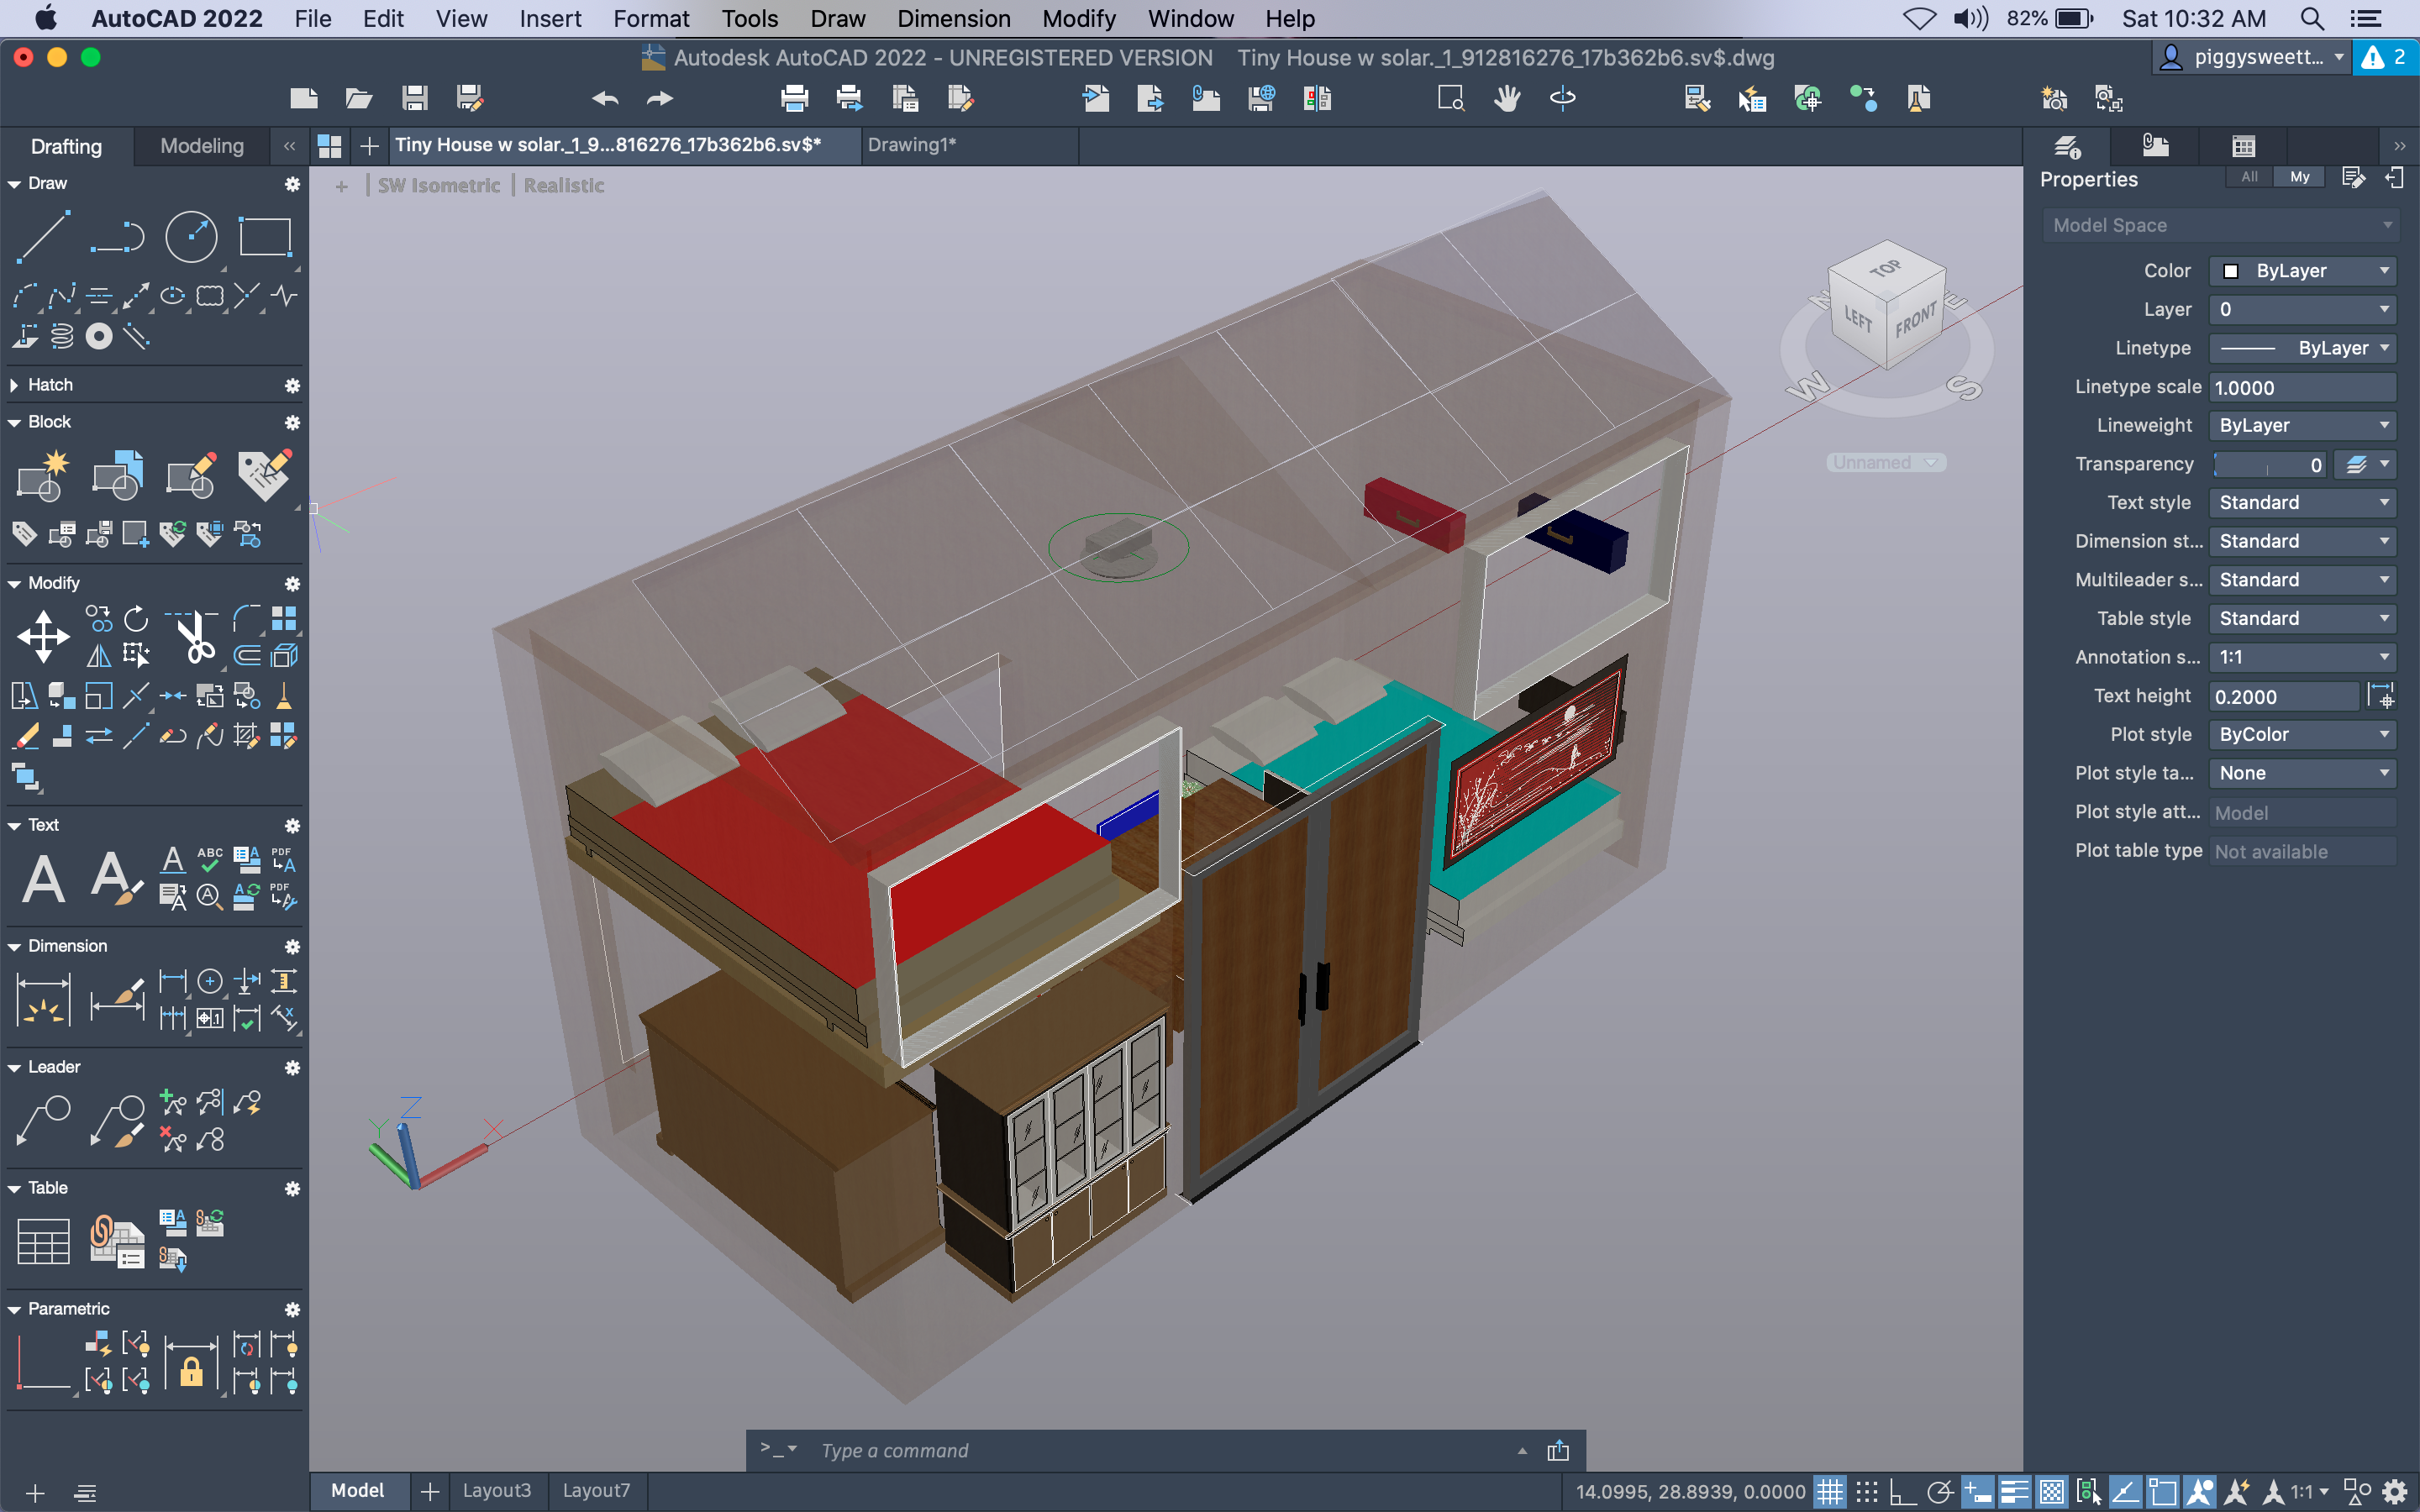 AutoCAD 2022 File Edit View Insert Format Tools Draw Dimension Modify Window Help 82% Sat 10:32 AM
Autodesk AutoCAD 2022 - UNREGISTERED VERSION Tiny House w solar._1_912816276_17b362b6.sv$.dwg piggysweett... 2
Drafting Modeling « + Tiny House w solar._1_9...816276_17b362b6.sv$* Drawing1* »
+ | SW Isometric | Realistic
Draw
Hatch
Block
Modify
Text
A A A ABC A PDF A
A A A PDF
Dimension
Leader
Table
Parametric
TOP
LEFT FRONT
N E
W S
Unnamed
Z
Y X
Properties All My
Model Space
Color ByLayer
Layer 0
Linetype ByLayer
Linetype scale 1.0000
Lineweight ByLayer
Transparency 0
Text style Standard
Dimension st... Standard
Multileader s... Standard
Table style Standard
Annotation s... 1:1
Text height 0.2000
Plot style ByColor
Plot style ta... None
Plot style att... Model
Plot table type Not available
>_ Type a command
Model + Layout3 Layout7 14.0995, 28.8939, 0.0000 1:1